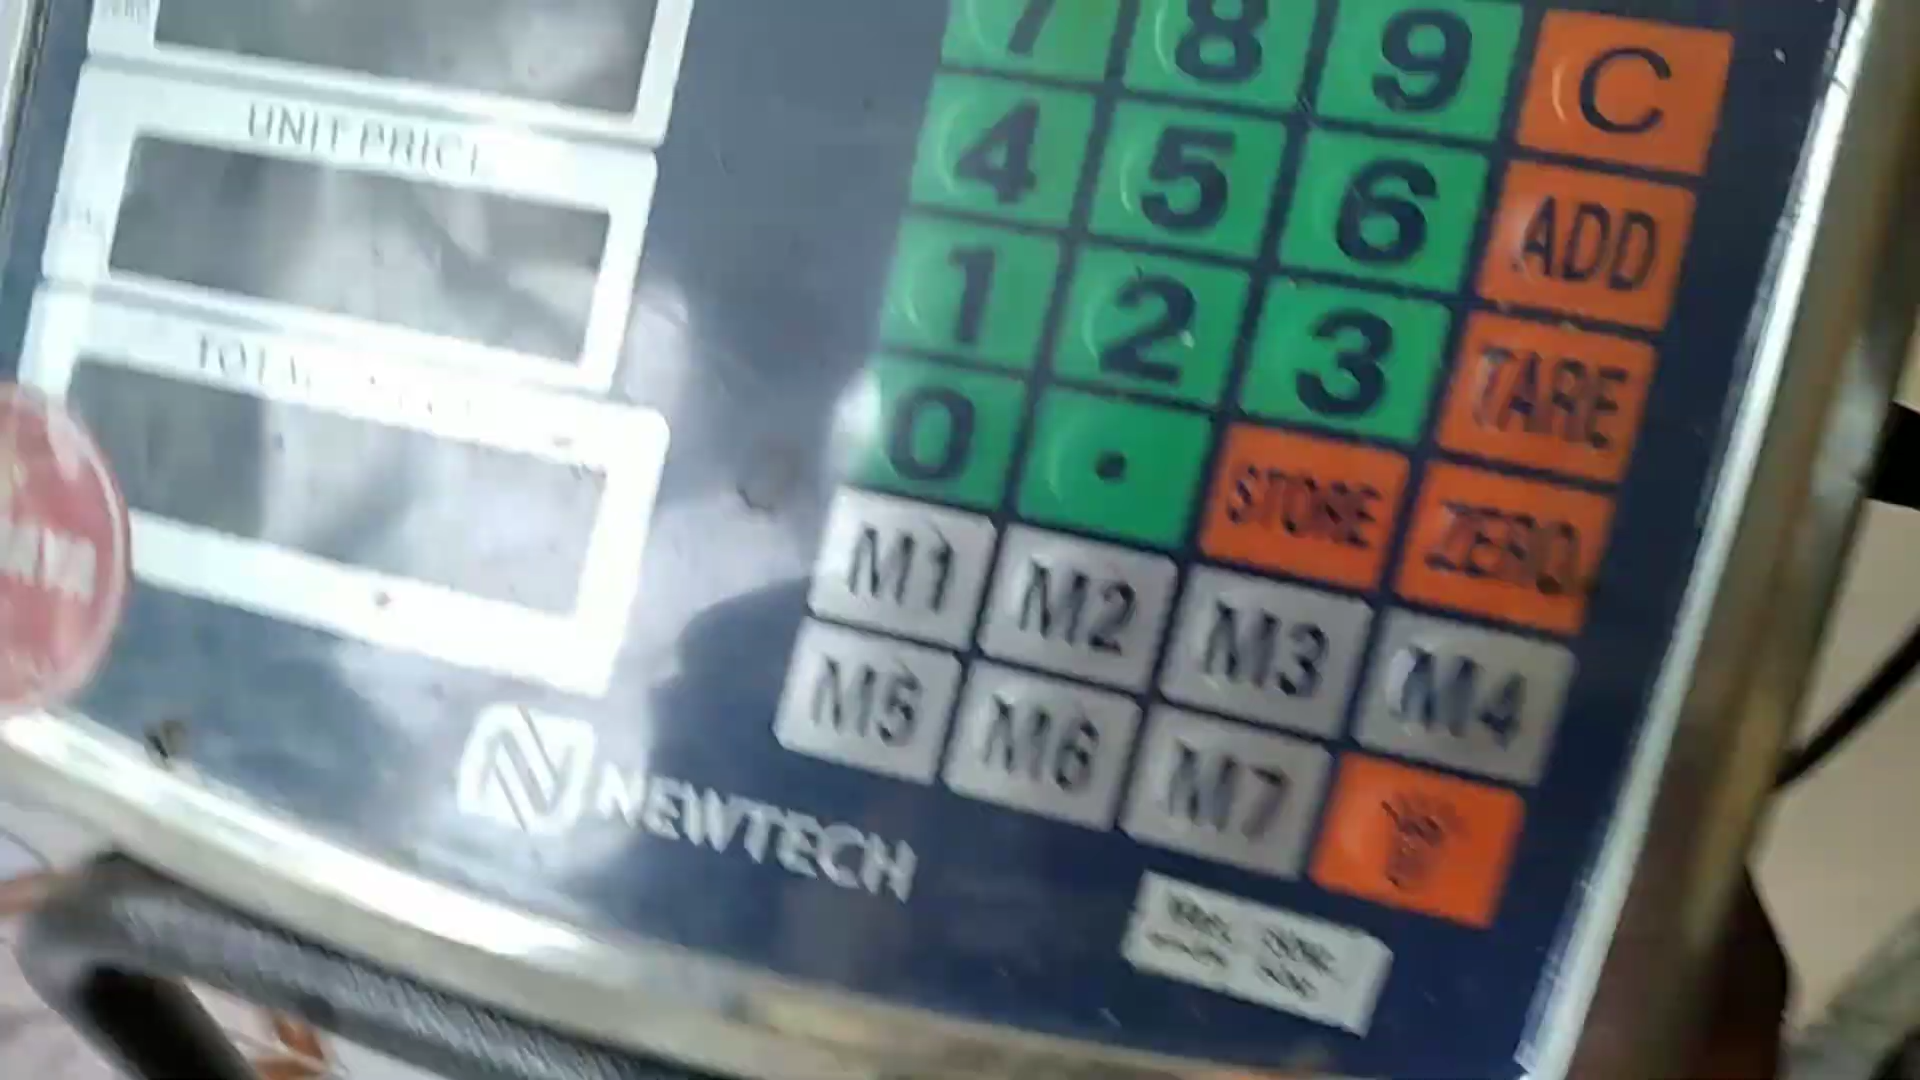 UNIT PRICE
7 8 9 C
4 5 6 ADD
1 2 3 TARE
0 . STORE ZERO
M1 M2 M3 M4
M5 M6 M7
NEWTECH